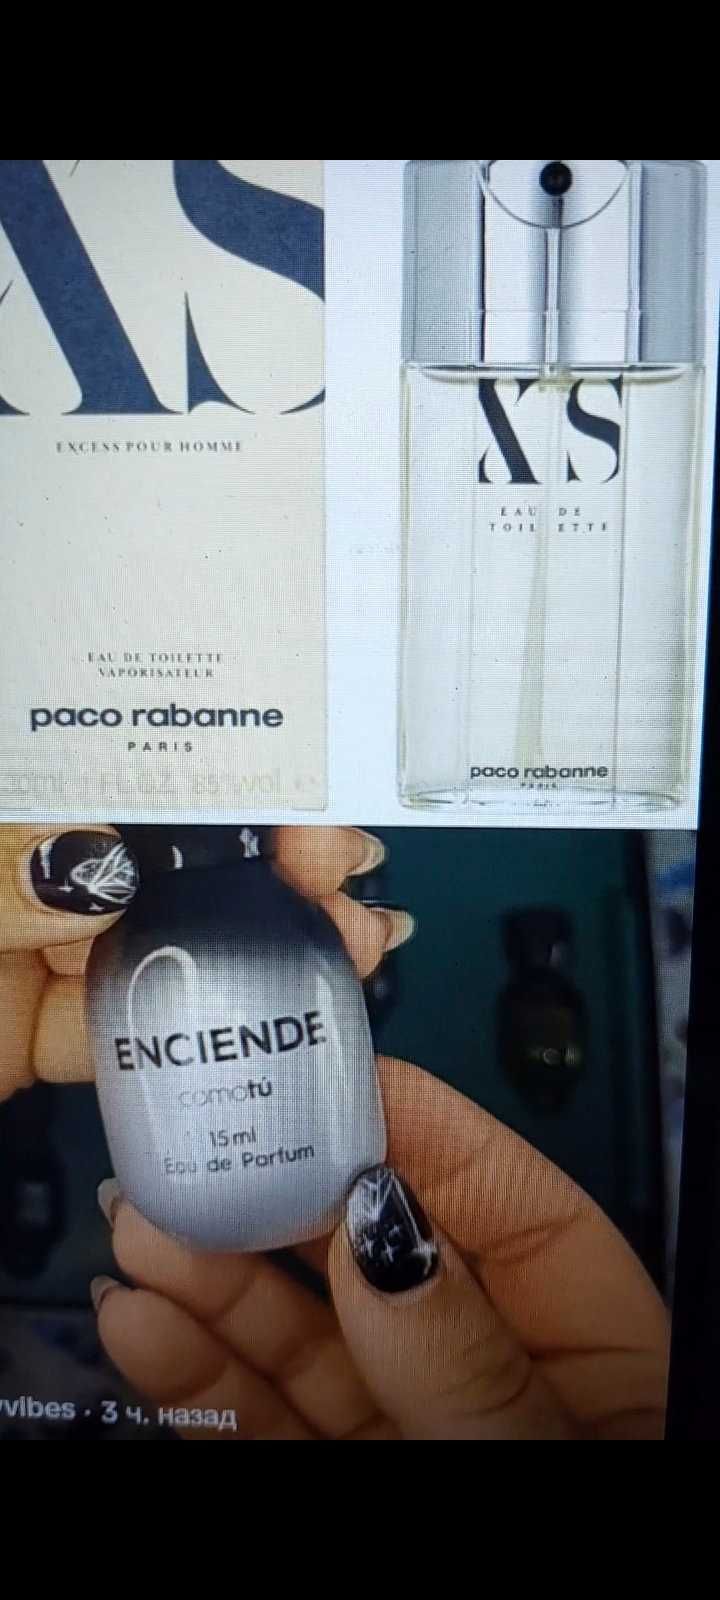 XS
EXCESS POUR HOMME
EAU DE TOILETTE
VAPORISATEUR
paco rabanne
PARIS
XS
EAU DE
TOILETTE
paco rabanne
PARIS
ENCIENDE
comotú
15 ml
Eau de Parfum
vibes · 3 ч. назад